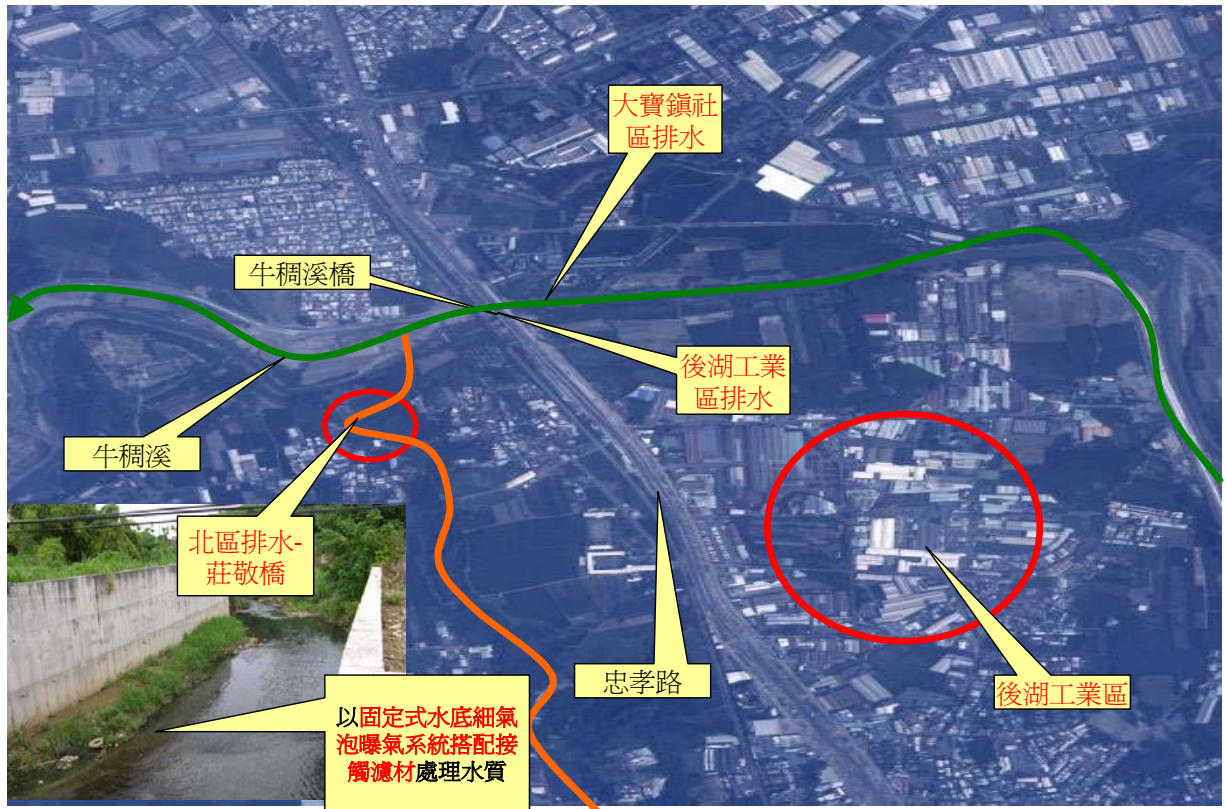 大寶鎮社
區排水
牛稠溪橋
後湖工業
區排水
牛稠溪
北區排水-
莊敬橋
忠孝路
後湖工業區
以固定式水底細氣
泡曝氣系統搭配接
觸濾材處理水質